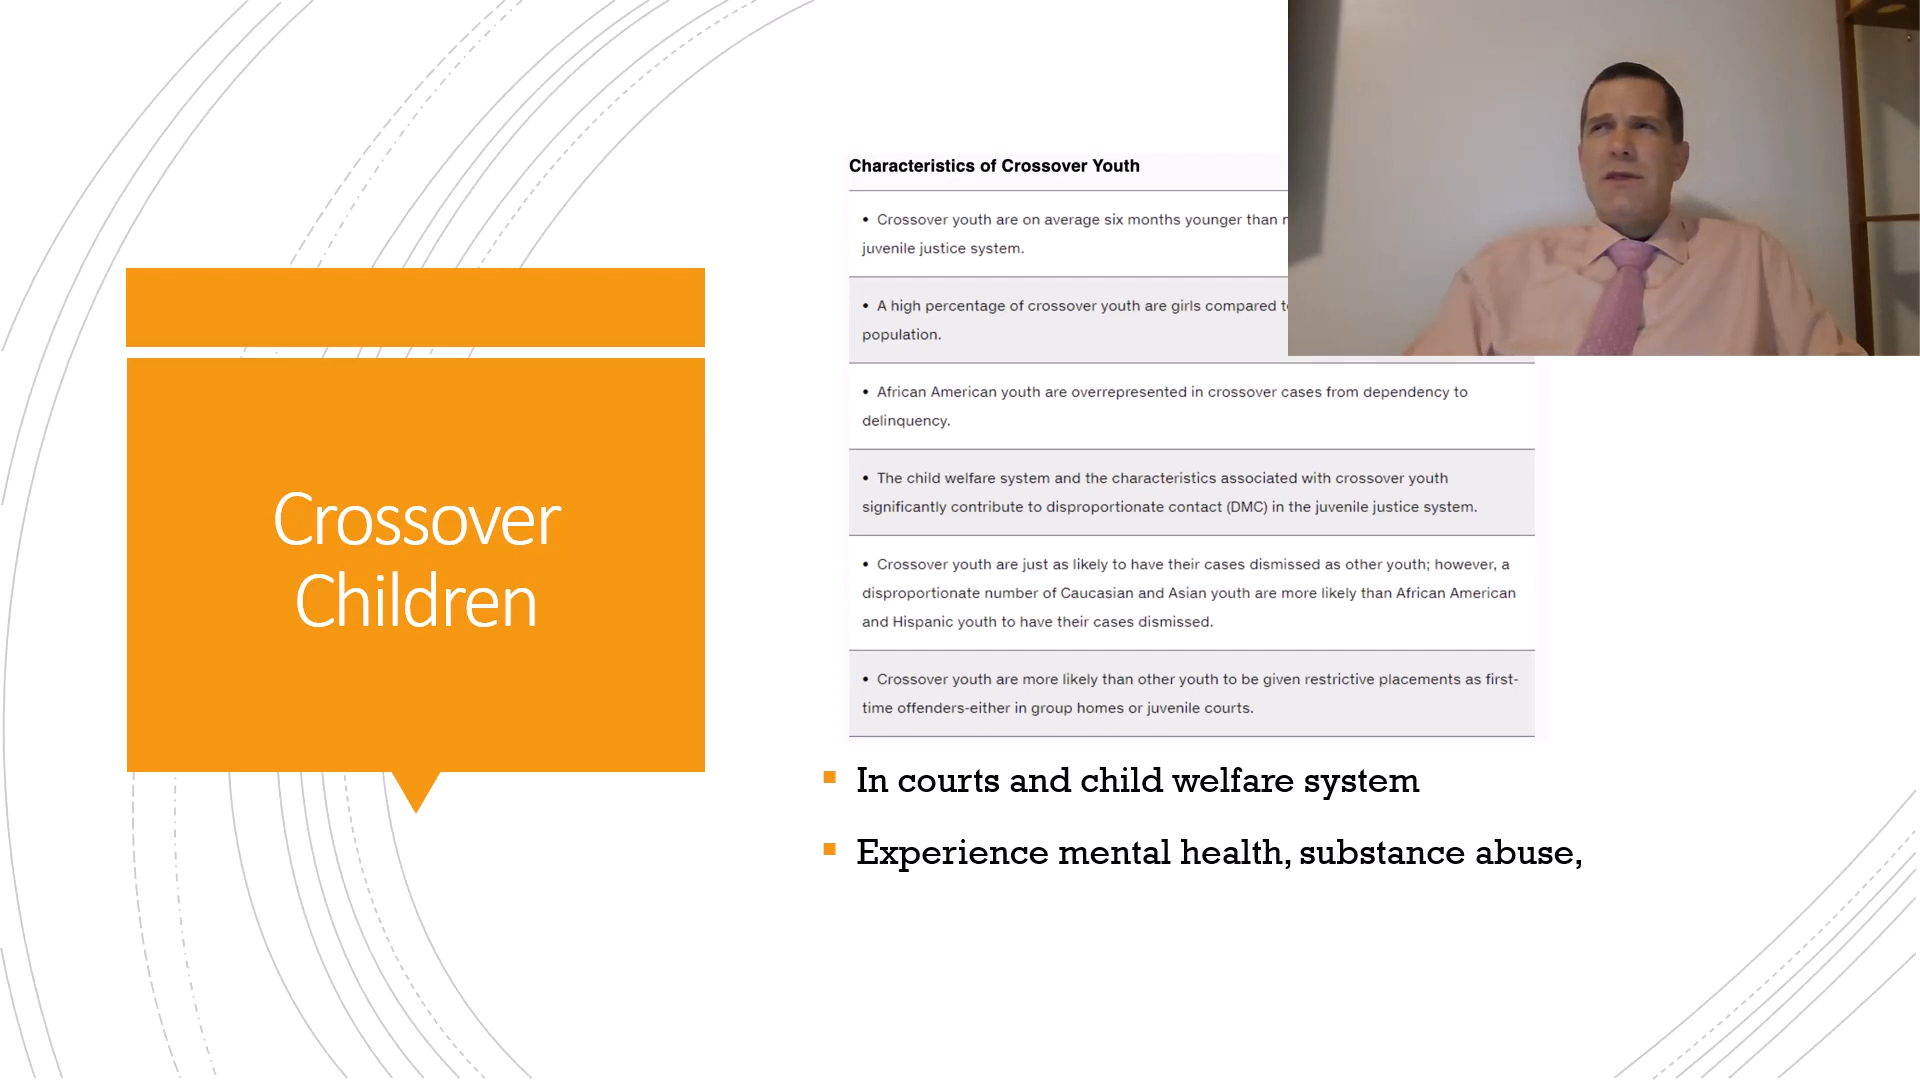 Crossover
Children
Characteristics of Crossover Youth
• Crossover youth are on average six months younger than
juvenile justice system.
• A high percentage of crossover youth are girls compared
population.
• African American youth are overrepresented in crossover cases from dependency to
delinquency.
• The child welfare system and the characteristics associated with crossover youth
significantly contribute to disproportionate contact (DMC) in the juvenile justice system.
• Crossover youth are just as likely to have their cases dismissed as other youth; however, a
disproportionate number of Caucasian and Asian youth are more likely than African American
and Hispanic youth to have their cases dismissed.
• Crossover youth are more likely than other youth to be given restrictive placements as first-
time offenders-either in group homes or juvenile courts.
In courts and child welfare system
Experience mental health, substance abuse,